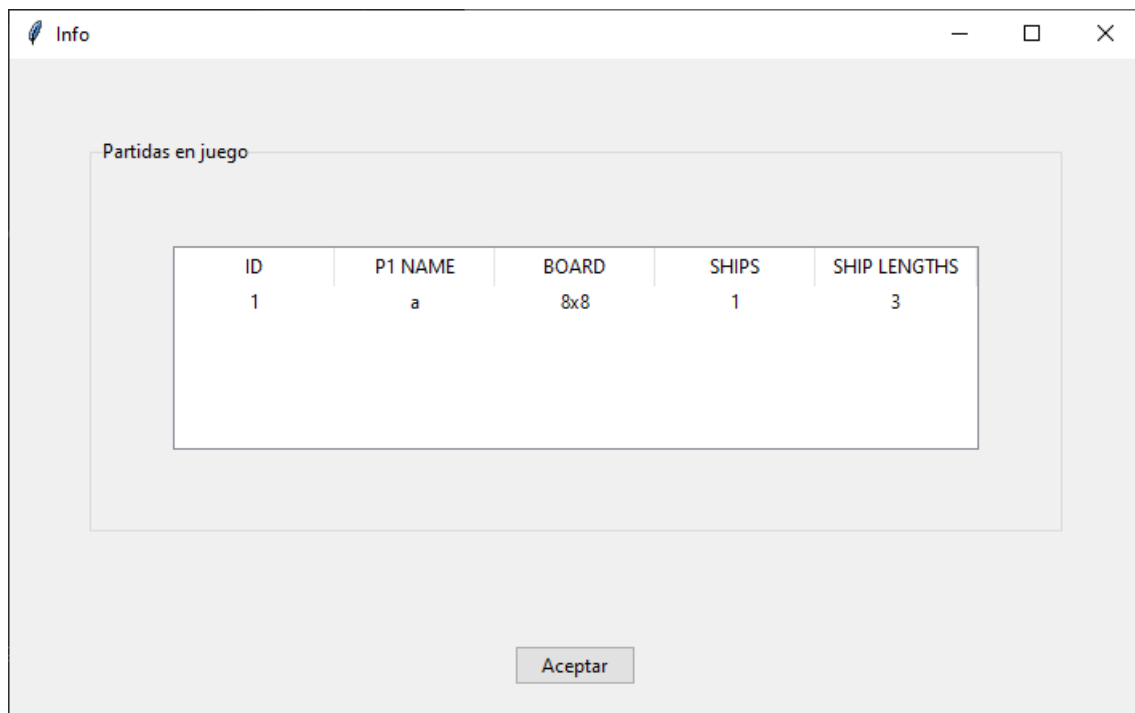 Info
Partidas en juego
ID P1 NAME BOARD SHIPS SHIP LENGTHS
1 a 8x8 1 3
Aceptar